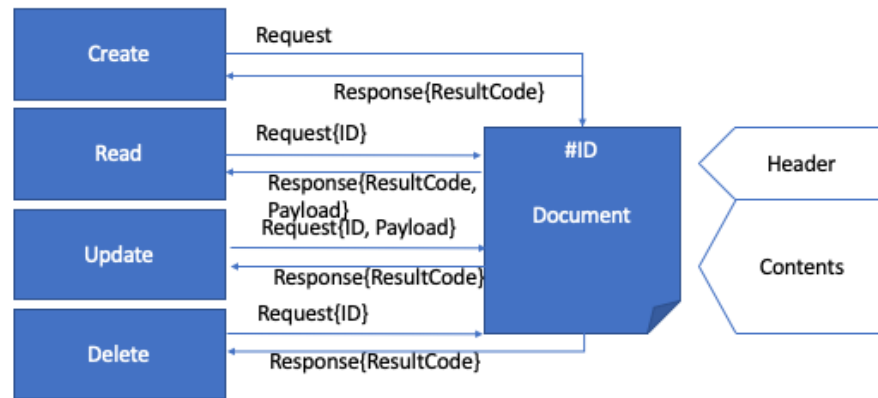 Create
Request
Response{ResultCode}
Read
Request{ID}
Response{ResultCode,
Payload}
Update
Request{ID, Payload}
Response{ResultCode}
Delete
Request{ID}
Response{ResultCode}
#ID
Document
Header
Contents